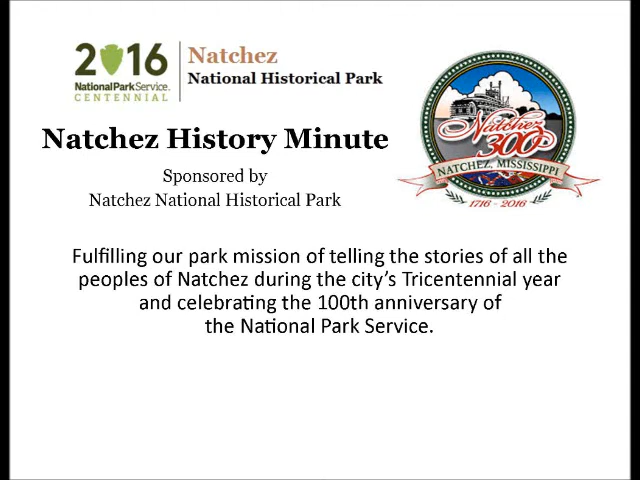 2016
National Park Service
CENTENNIAL
Natchez
National Historical Park
Natchez History Minute
Sponsored by
Natchez National Historical Park
Natchez
300
NATCHEZ, MISSISSIPPI
1716 - 2016
Fulfilling our park mission of telling the stories of all the
peoples of Natchez during the city's Tricentennial year
and celebrating the 100th anniversary of
the National Park Service.